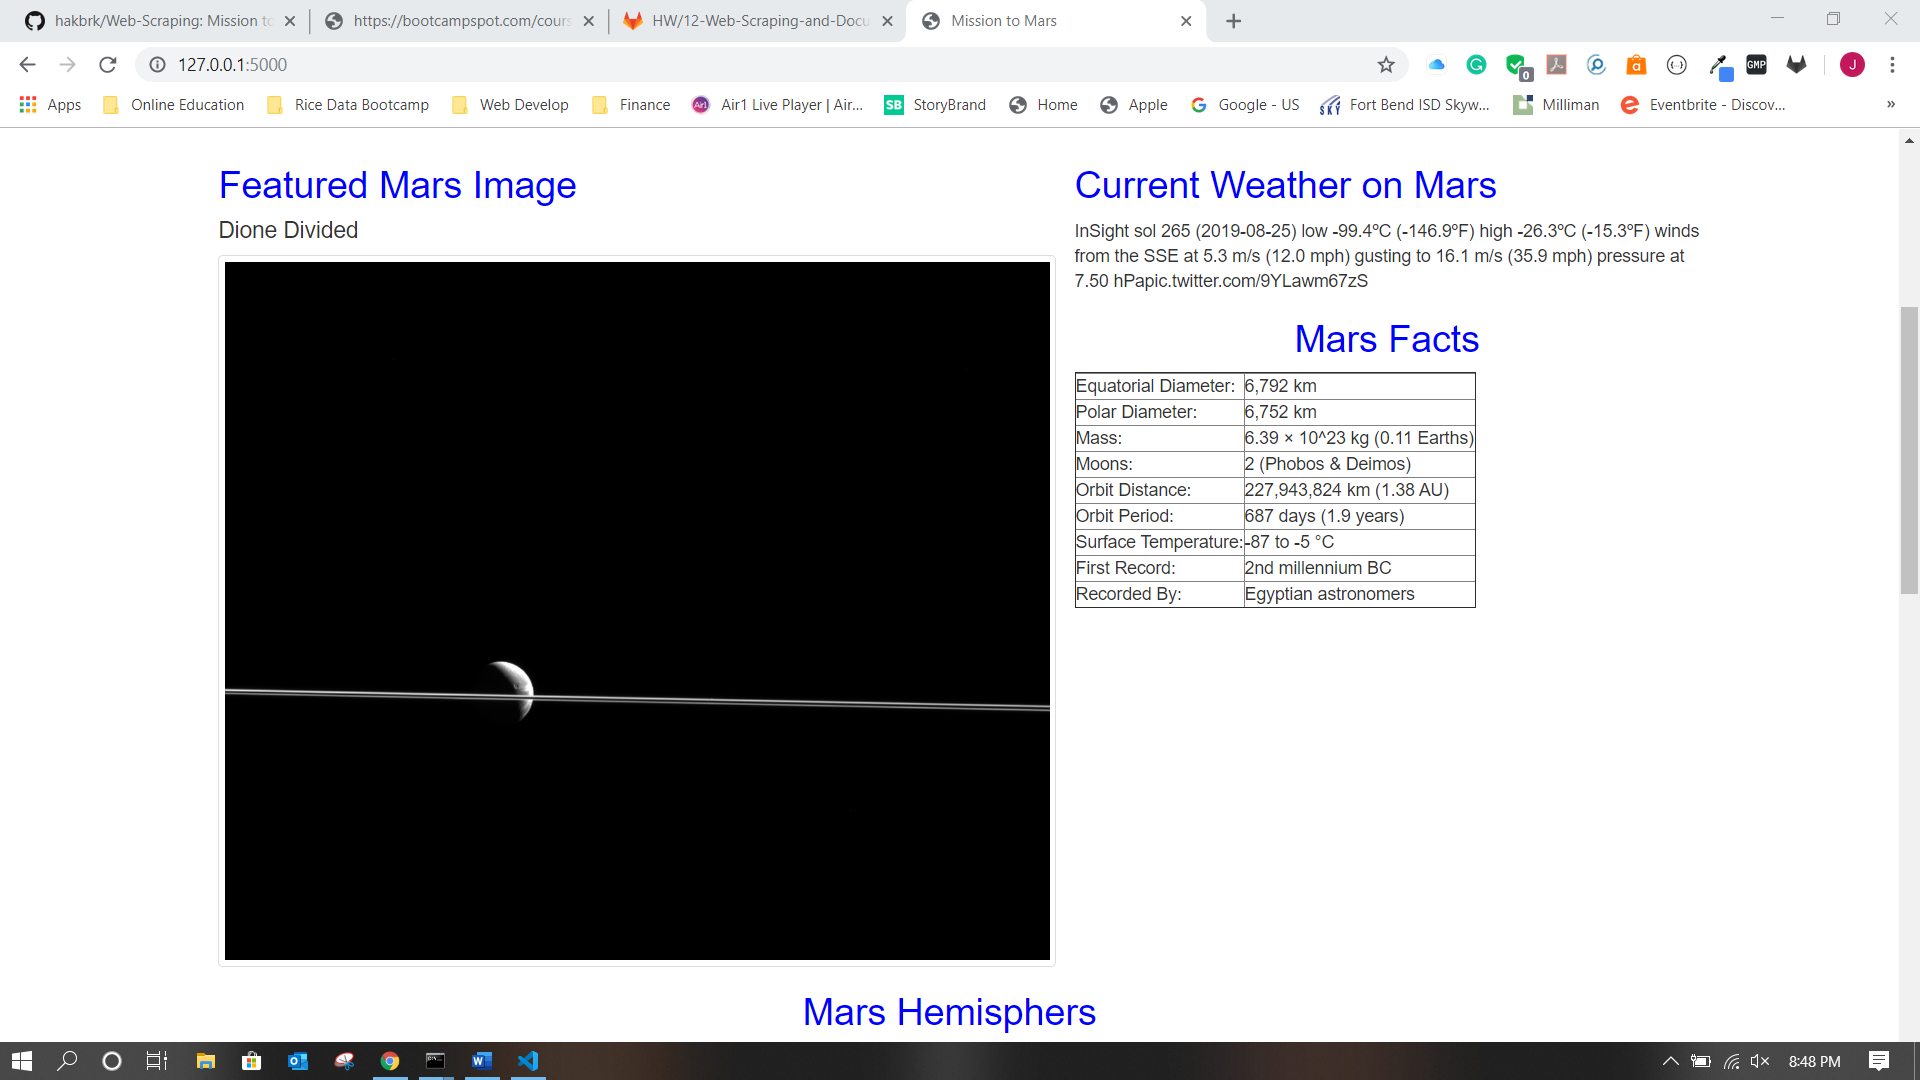 hakbrk/Web-Scraping: Mission to
https://bootcampspot.com/cours
HW/12-Web-Scraping-and-Docu
Mission to Mars
127.0.0.1:5000
0
GMP
J
Apps
Online Education
Rice Data Bootcamp
Web Develop
Finance
Air1
Air1 Live Player | Air...
SB
StoryBrand
Home
Apple
Google - US
SKY
Fort Bend ISD Skyw...
Milliman
Eventbrite - Discov...
»
Featured Mars Image
Dione Divided
Current Weather on Mars
InSight sol 265 (2019-08-25) low -99.4ºC (-146.9ºF) high -26.3ºC (-15.3ºF) winds
from the SSE at 5.3 m/s (12.0 mph) gusting to 16.1 m/s (35.9 mph) pressure at
7.50 hPapic.twitter.com/9YLawm67zS
Mars Facts
Equatorial Diameter: 6,792 km
Polar Diameter: 6,752 km
Mass: 6.39 × 10^23 kg (0.11 Earths)
Moons: 2 (Phobos & Deimos)
Orbit Distance: 227,943,824 km (1.38 AU)
Orbit Period: 687 days (1.9 years)
Surface Temperature: -87 to -5 °C
First Record: 2nd millennium BC
Recorded By: Egyptian astronomers
Mars Hemisphers
8:48 PM